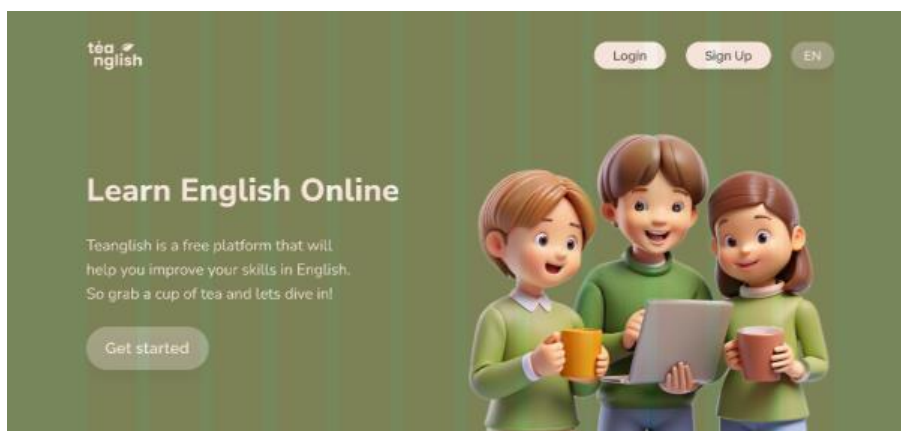 téa
nglish
Login
Sign Up
EN
Learn English Online
Teanglish is a free platform that will
help you improve your skills in English.
So grab a cup of tea and lets dive in!
Get started